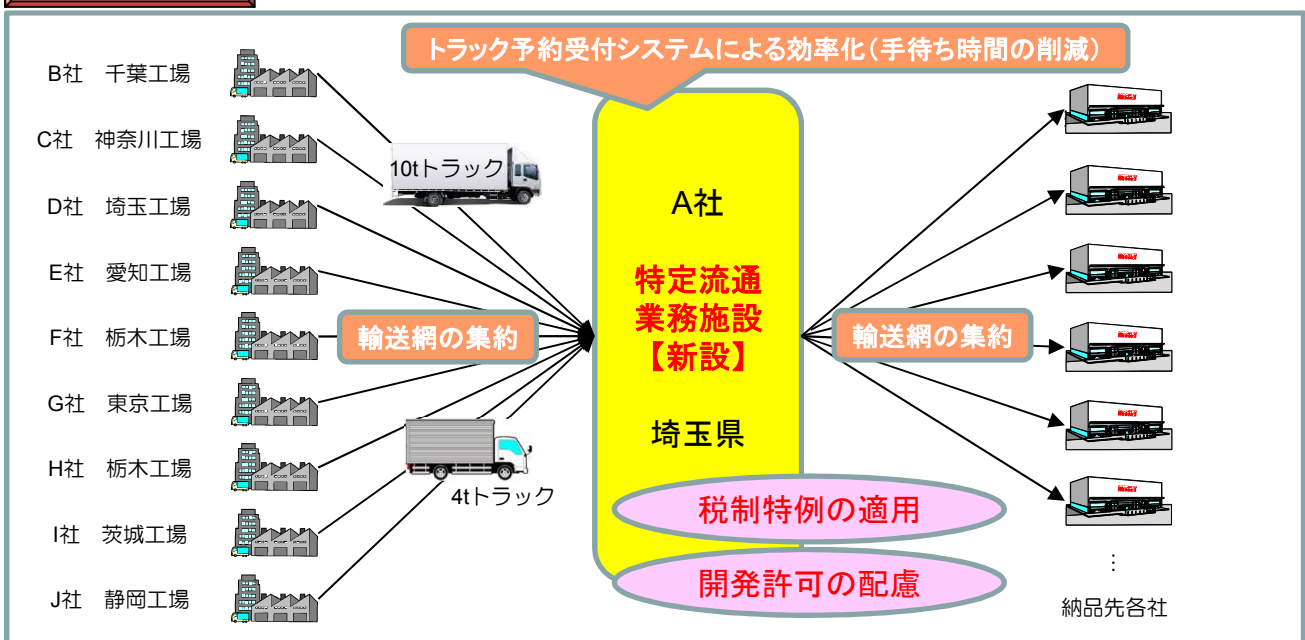 トラック予約受付システムによる効率化(手待ち時間の削減)
B社 千葉工場
C社 神奈川工場
D社 埼玉工場
E社 愛知工場
F社 栃木工場
G社 東京工場
H社 栃木工場
I社 茨城工場
J社 静岡工場
10tトラック
輸送網の集約
4tトラック
A社
特定流通
業務施設
【新設】
埼玉県
税制特例の適用
開発許可の配慮
輸送網の集約
:
納品先各社